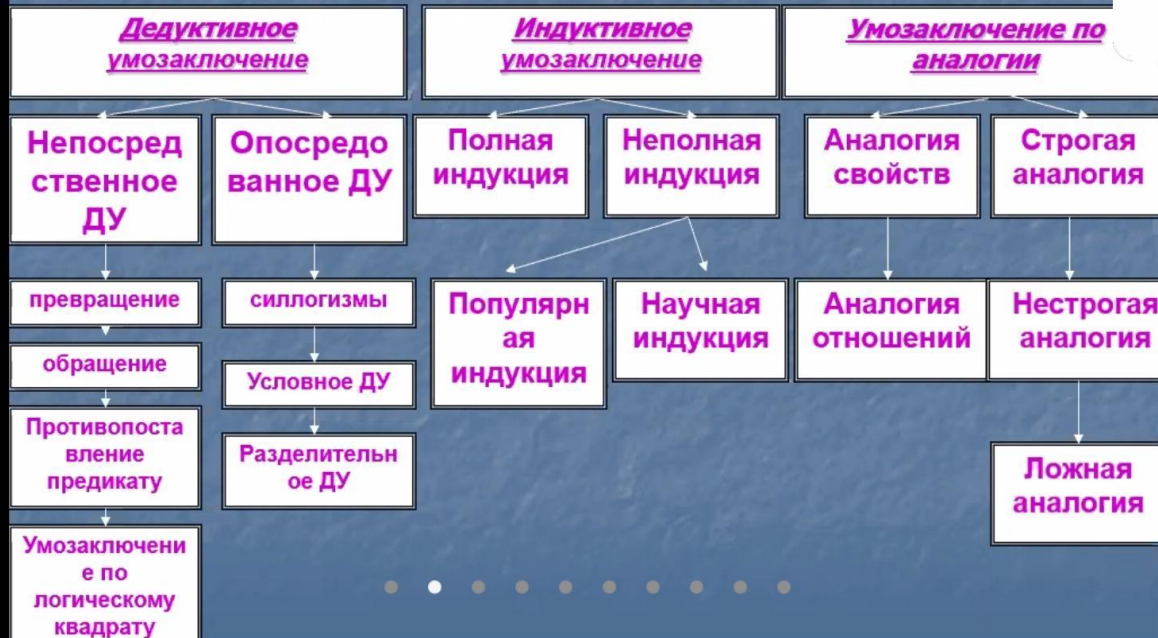 Дедуктивное
умозаключение
Индуктивное
умозаключение
Умозаключение по
аналогии
Непосред
ственное
ДУ
Опосредо
ванное ДУ
Полная
индукция
Неполная
индукция
Аналогия
свойств
Строгая
аналогия
превращение
обращение
Противопоста
вление
предикату
Умозаключени
е по
логическому
квадрату
силлогизмы
Условное ДУ
Разделительн
ое ДУ
Популярн
ая
индукция
Научная
индукция
Аналогия
отношений
Нестрогая
аналогия
Ложная
аналогия